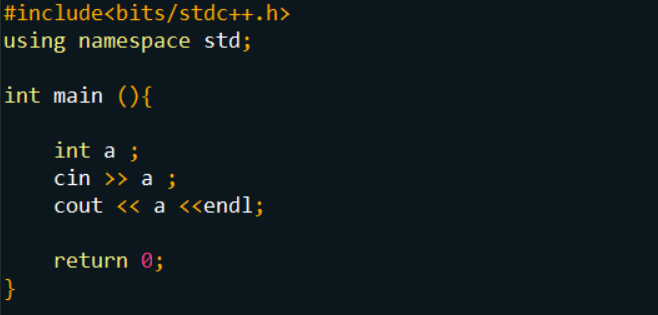 #include<bits/stdc++.h>
using namespace std;
int main (){
int a ;
cin >> a ;
cout << a <<endl;
return 0;
}